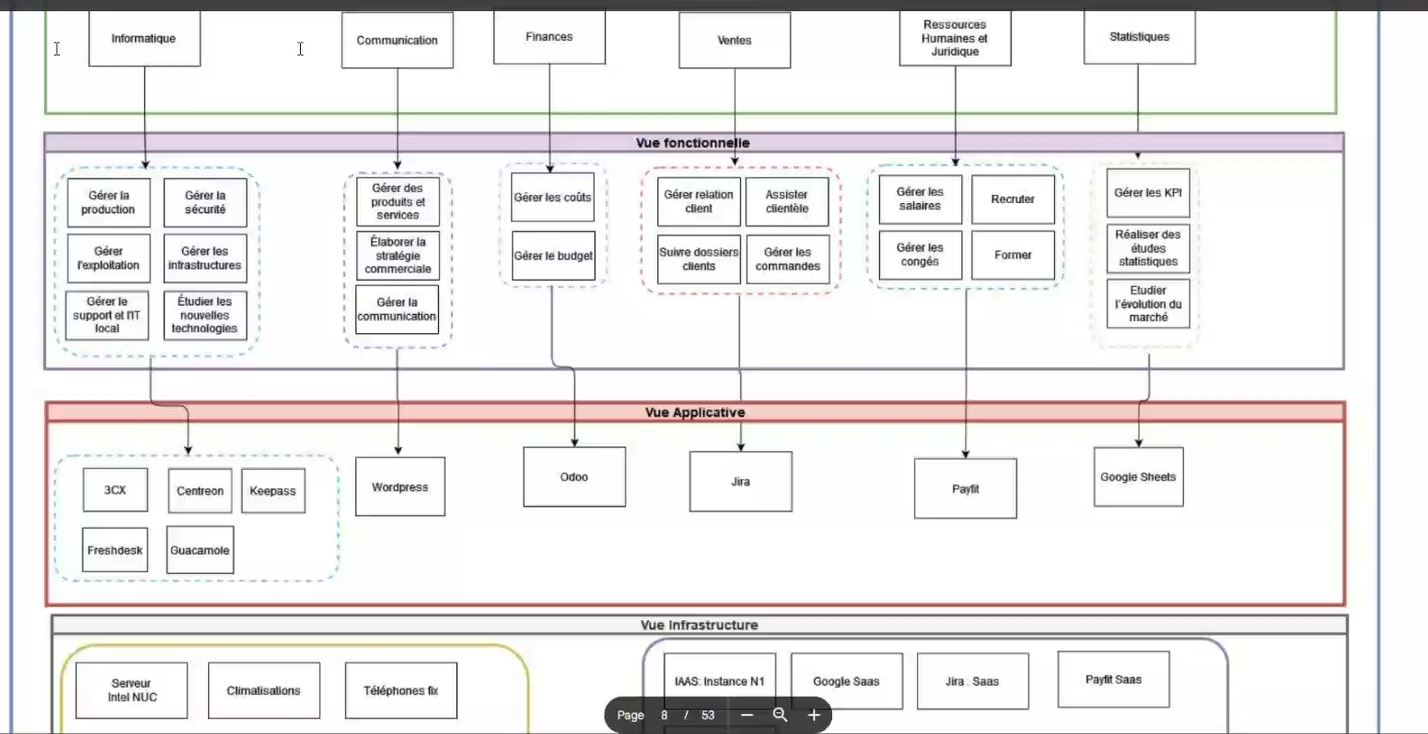 Informatique
Communication
Finances
Ventes
Ressources
Humaines et
Juridique
Statistiques
Vue fonctionnelle
Gérer la
production
Gérer la
sécurité
Gérer
l'exploitation
Gérer les
infrastructures
Gérer le
support et l'IT
local
Étudier les
nouvelles
technologies
Gérer des
produits et
services
Élaborer la
stratégie
commerciale
Gérer la
communication
Gérer les coûts
Gérer le budget
Gérer relation
client
Assister
clientèle
Suivre dossiers
clients
Gérer les
commandes
Gérer les
salaires
Recruter
Gérer les
congés
Former
Gérer les KPI
Réaliser des
études
statistiques
Etudier
l'évolution du
marché
Vue Applicative
3CX
Centreon
Keepass
Freshdesk
Guacamole
Wordpress
Odoo
Jira
Payfit
Google Sheets
Vue Infrastructure
Serveur
Intel NUC
Climatisations
Téléphones fix
IAAS: Instance N1
Google Saas
Jira : Saas
Payfit Saas
Page 8 / 53